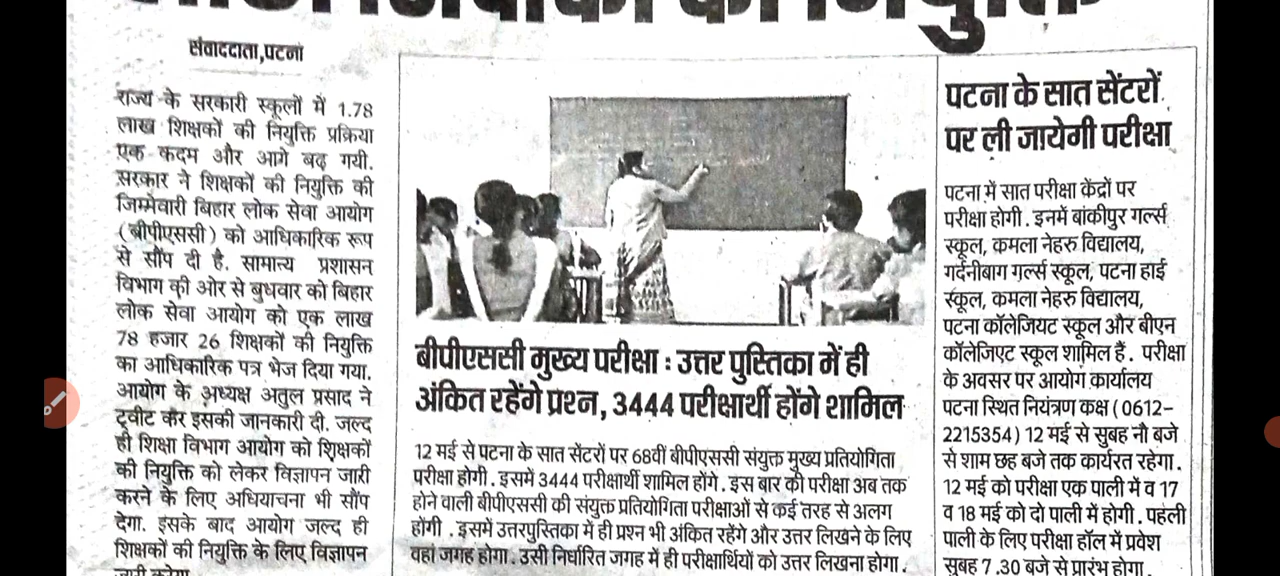 की नियुक्ति
संवाददाता,पटना
राज्य के सरकारी स्कूलों में 1.78
लाख शिक्षकों की नियुक्ति प्रक्रिया
एक कदम और आगे बढ़ गयी.
सरकार ने शिक्षकों की नियुक्ति की
जिम्मेवारी बिहार लोक सेवा आयोग
(बीपीएससी) को आधिकारिक रूप
से सौंप दी है. सामान्य प्रशासन
विभाग की ओर से बुधवार को बिहार
लोक सेवा आयोग को एक लाख
78 हजार 26 शिक्षकों की नियुक्ति
का आधिकारिक पत्र भेज दिया गया.
आयोग के अध्यक्ष अतुल प्रसाद ने
ट्वीट कर इसकी जानकारी दी. जल्द
ही शिक्षा विभाग आयोग को शिक्षकों
की नियुक्ति को लेकर विज्ञापन जारी
करने के लिए अधियाचना भी सौंप
देगा. इसके बाद आयोग जल्द ही
शिक्षकों की नियुक्ति के लिए विज्ञापन
जारी करेगा
बीपीएससी मुख्य परीक्षा : उत्तर पुस्तिका में ही
अंकित रहेंगे प्रश्न, 3444 परीक्षार्थी होंगे शामिल
12 मई से पटना के सात सेंटरों पर 68वीं बीपीएससी संयुक्त मुख्य प्रतियोगिता
परीक्षा होगी. इसमें 3444 परीक्षार्थी शामिल होंगे. इस बार की परीक्षा अब तक
होने वाली बीपीएससी की संयुक्त प्रतियोगिता परीक्षाओं से कई तरह से अलग
होंगी. इसमें उत्तरपुस्तिका में ही प्रश्न भी अंकित रहेंगे और उत्तर लिखने के लिए
वहां जगह होगा. उसी निर्धारित जगह में ही परीक्षार्थियों को उत्तर लिखना होगा.
पटना के सात सेंटरों
पर ली जायेगी परीक्षा
पटना में सात परीक्षा केंद्रों पर
परीक्षा होगी. इनमें बांकीपुर गर्ल्स
स्कूल, कमला नेहरु विद्यालय,
गर्दनीबाग गर्ल्स स्कूल, पटना हाई
स्कूल, कमला नेहरु विद्यालय,
पटना कॉलेजियट स्कूल और बीएन
कॉलेजिएट स्कूल शामिल हैं. परीक्षा
के अवसर पर आयोग कार्यालय
पटना स्थित नियंत्रण कक्ष (0612-
2215354) 12 मई से सुबह नौ बजे
से शाम छह बजे तक कार्यरत रहेगा.
12 मई को परीक्षा एक पाली में व 17
व 18 मई को दो पाली में होगी. पहली
पाली के लिए परीक्षा हॉल में प्रवेश
सुबह 7.30 बजे से प्रारंभ होगा.